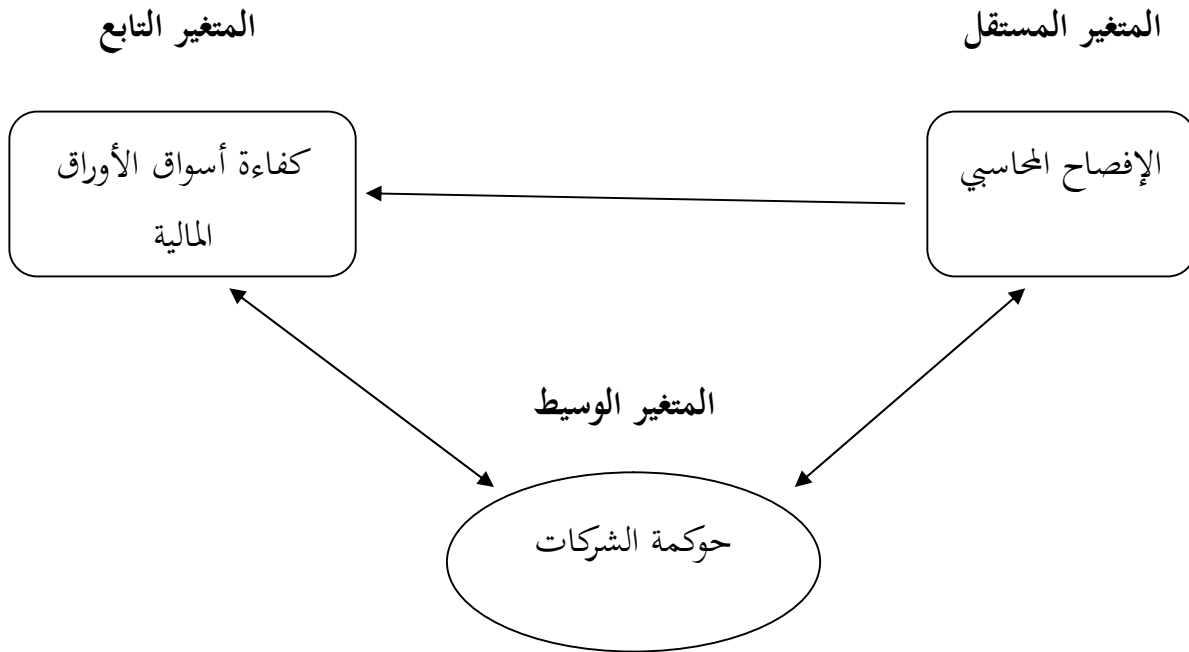 المتغير المستقل
المتغير التابع
الإفصاح المحاسبي
كفاءة أسواق الأوراق
المالية
المتغير الوسيط
حوكمة الشركات